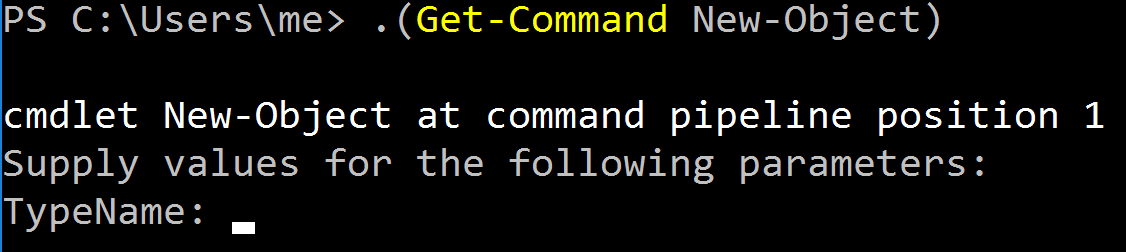 PS C:\Users\me> .(Get-Command New-Object)
cmdlet New-Object at command pipeline position 1
Supply values for the following parameters:
TypeName: